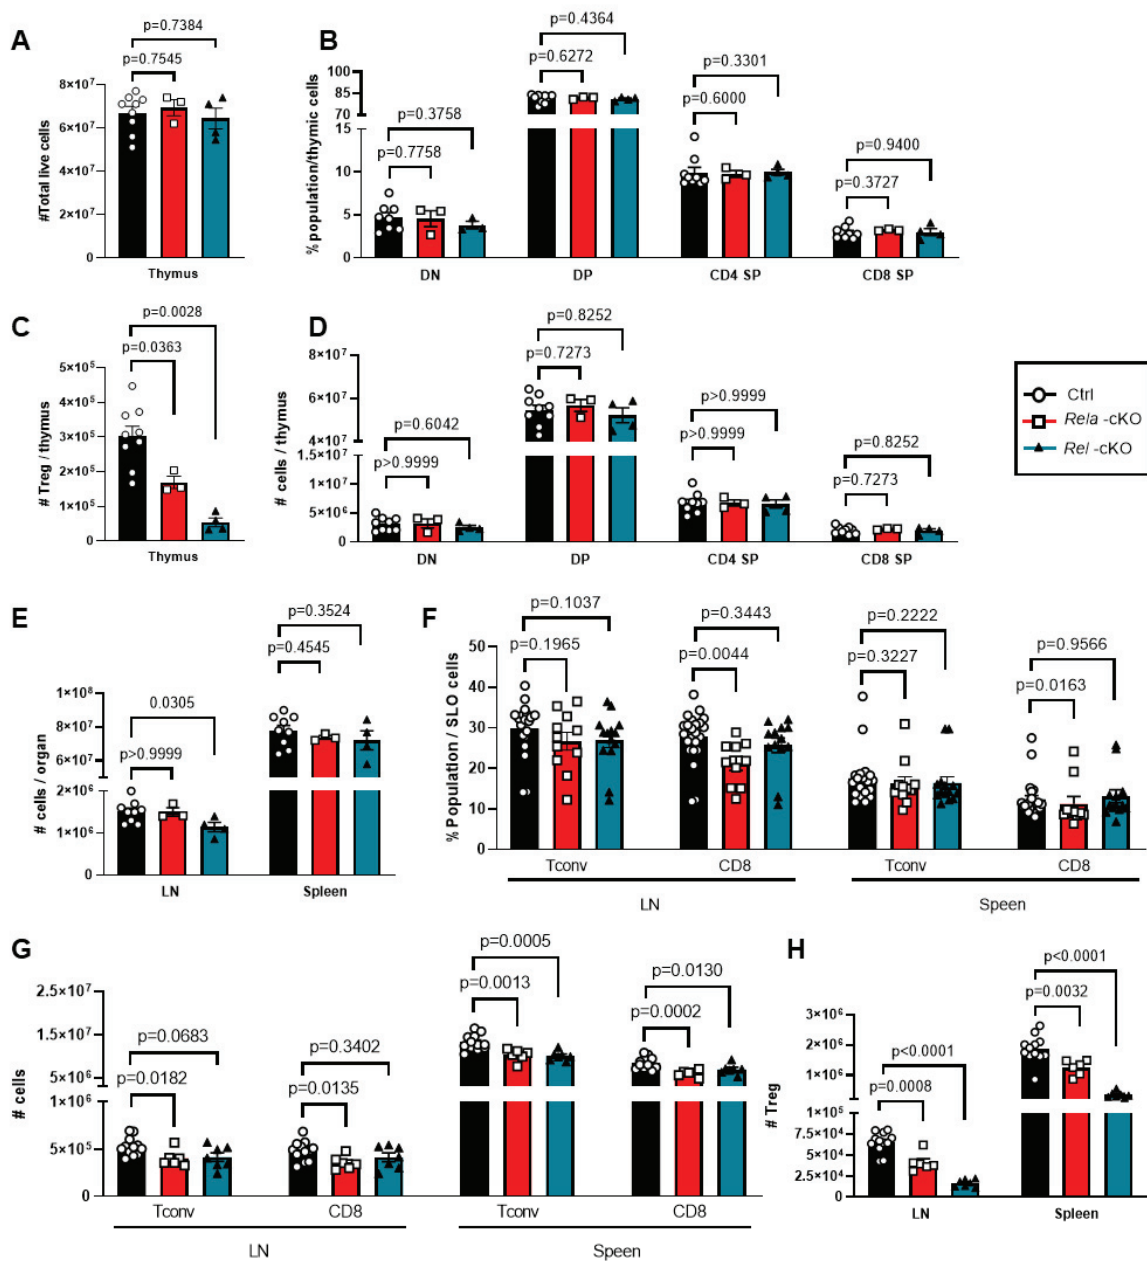 A
p=0.7384
p=0.7545
#Total live cells
8×10⁷
6×10⁷
4×10⁷
2×10⁷
0
Thymus
B
p=0.4364
p=0.6272
p=0.3301
p=0.6000
p=0.3758
p=0.7758
p=0.9400
p=0.3727
% population/thymic cells
100
85
70
15
10
5
0
DN
DP
CD4 SP
CD8 SP
C
p=0.0028
p=0.0363
# Treg / thymus
5×10⁵
4×10⁵
3×10⁵
2×10⁵
1×10⁵
0
Thymus
D
p=0.8252
p=0.7273
p>0.9999
p>0.9999
p=0.6042
p>0.9999
p=0.8252
p=0.7273
# cells / thymus
8×10⁷
6×10⁷
4×10⁷
1.5×10⁷
1×10⁷
5×10⁶
0
DN
DP
CD4 SP
CD8 SP
Ctrl
Rela -cKO
Rel -cKO
E
p=0.3524
p=0.4545
0.0305
p>0.9999
# cells / organ
1×10⁸
8×10⁷
6×10⁷
2×10⁶
1×10⁶
0
LN
Spleen
F
p=0.1037
p=0.1965
p=0.3443
p=0.0044
p=0.2222
p=0.3227
p=0.9566
p=0.0163
% Population / SLO cells
50
40
30
20
10
0
Tconv
CD8
Tconv
CD8
LN
Speen
G
p=0.0683
p=0.0182
p=0.3402
p=0.0135
p=0.0005
p=0.0013
p=0.0130
p=0.0002
# cells
2.5×10⁷
1.5×10⁷
5×10⁶
1×10⁶
5×10⁵
0
Tconv
CD8
Tconv
CD8
LN
Speen
H
p<0.0001
p=0.0032
p<0.0001
p=0.0008
# Treg
3×10⁶
2×10⁶
1×10⁶
1×10⁵
7.5×10⁴
5×10⁴
2.5×10⁴
0
LN
Spleen